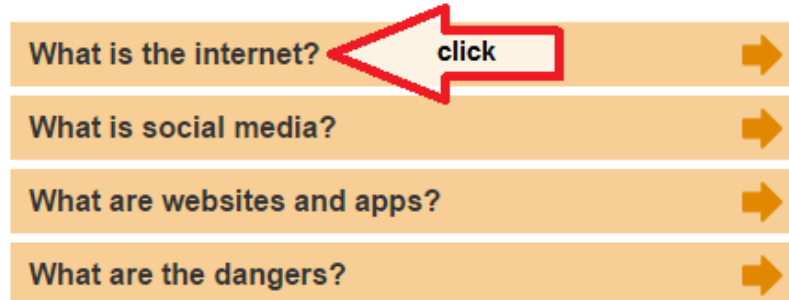 What is the internet? click
What is social media?
What are websites and apps?
What are the dangers?